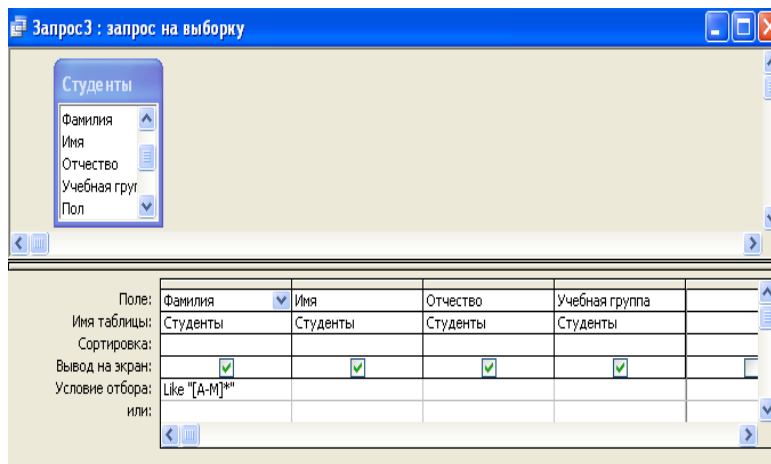 Запрос3 : запрос на выборку
Студенты
Фамилия
Имя
Отчество
Учебная груг
Пол
Поле: Фамилия Имя Отчество Учебная группа
Имя таблицы: Студенты Студенты Студенты Студенты
Сортировка:
Вывод на экран:
Условие отбора: Like "[А-М]*"
или: